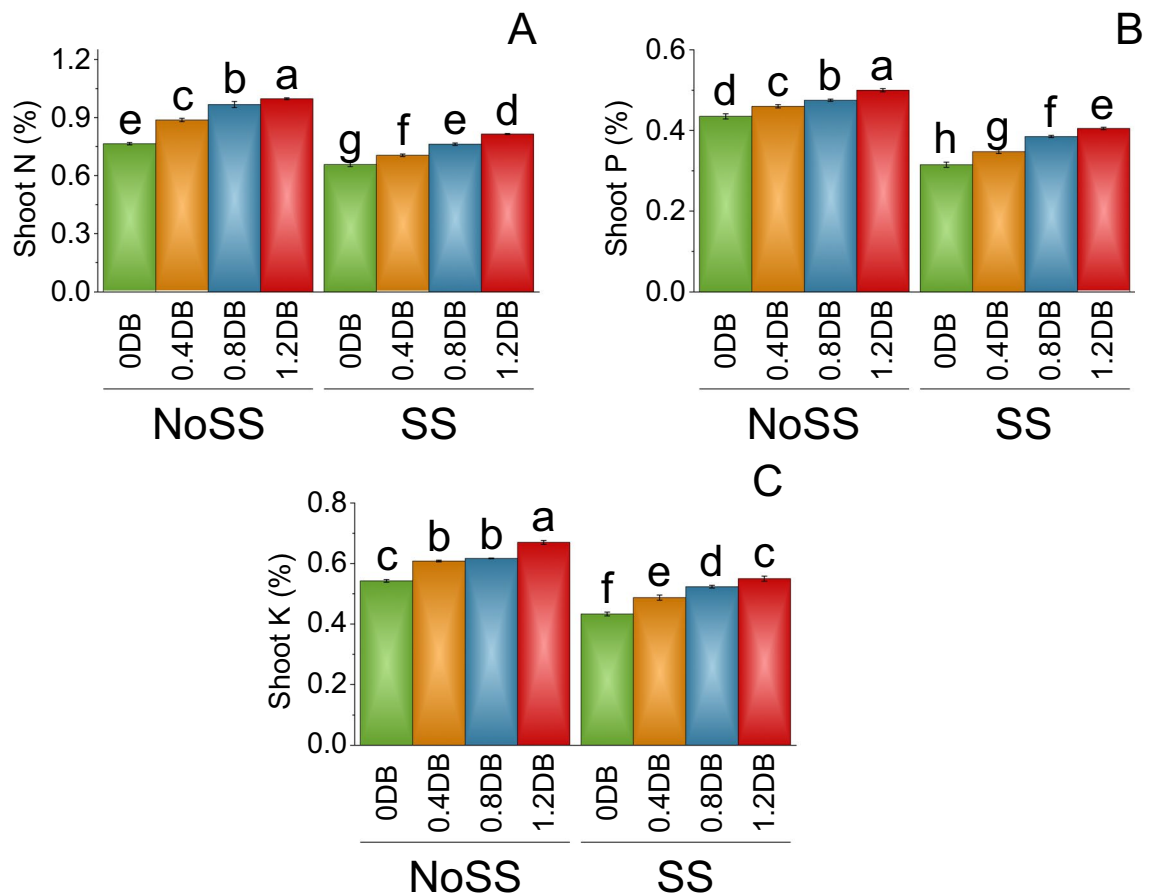 A
Shoot N (%)
1.2
0.9
0.6
0.3
0.0
e c b a g f e d
0DB 0.4DB 0.8DB 1.2DB 0DB 0.4DB 0.8DB 1.2DB
NoSS SS
B
Shoot P (%)
0.6
0.4
0.2
0.0
d c b a h g f e
0DB 0.4DB 0.8DB 1.2DB 0DB 0.4DB 0.8DB 1.2DB
NoSS SS
C
Shoot K (%)
0.8
0.6
0.4
0.2
0.0
c b b a f e d c
0DB 0.4DB 0.8DB 1.2DB 0DB 0.4DB 0.8DB 1.2DB
NoSS SS